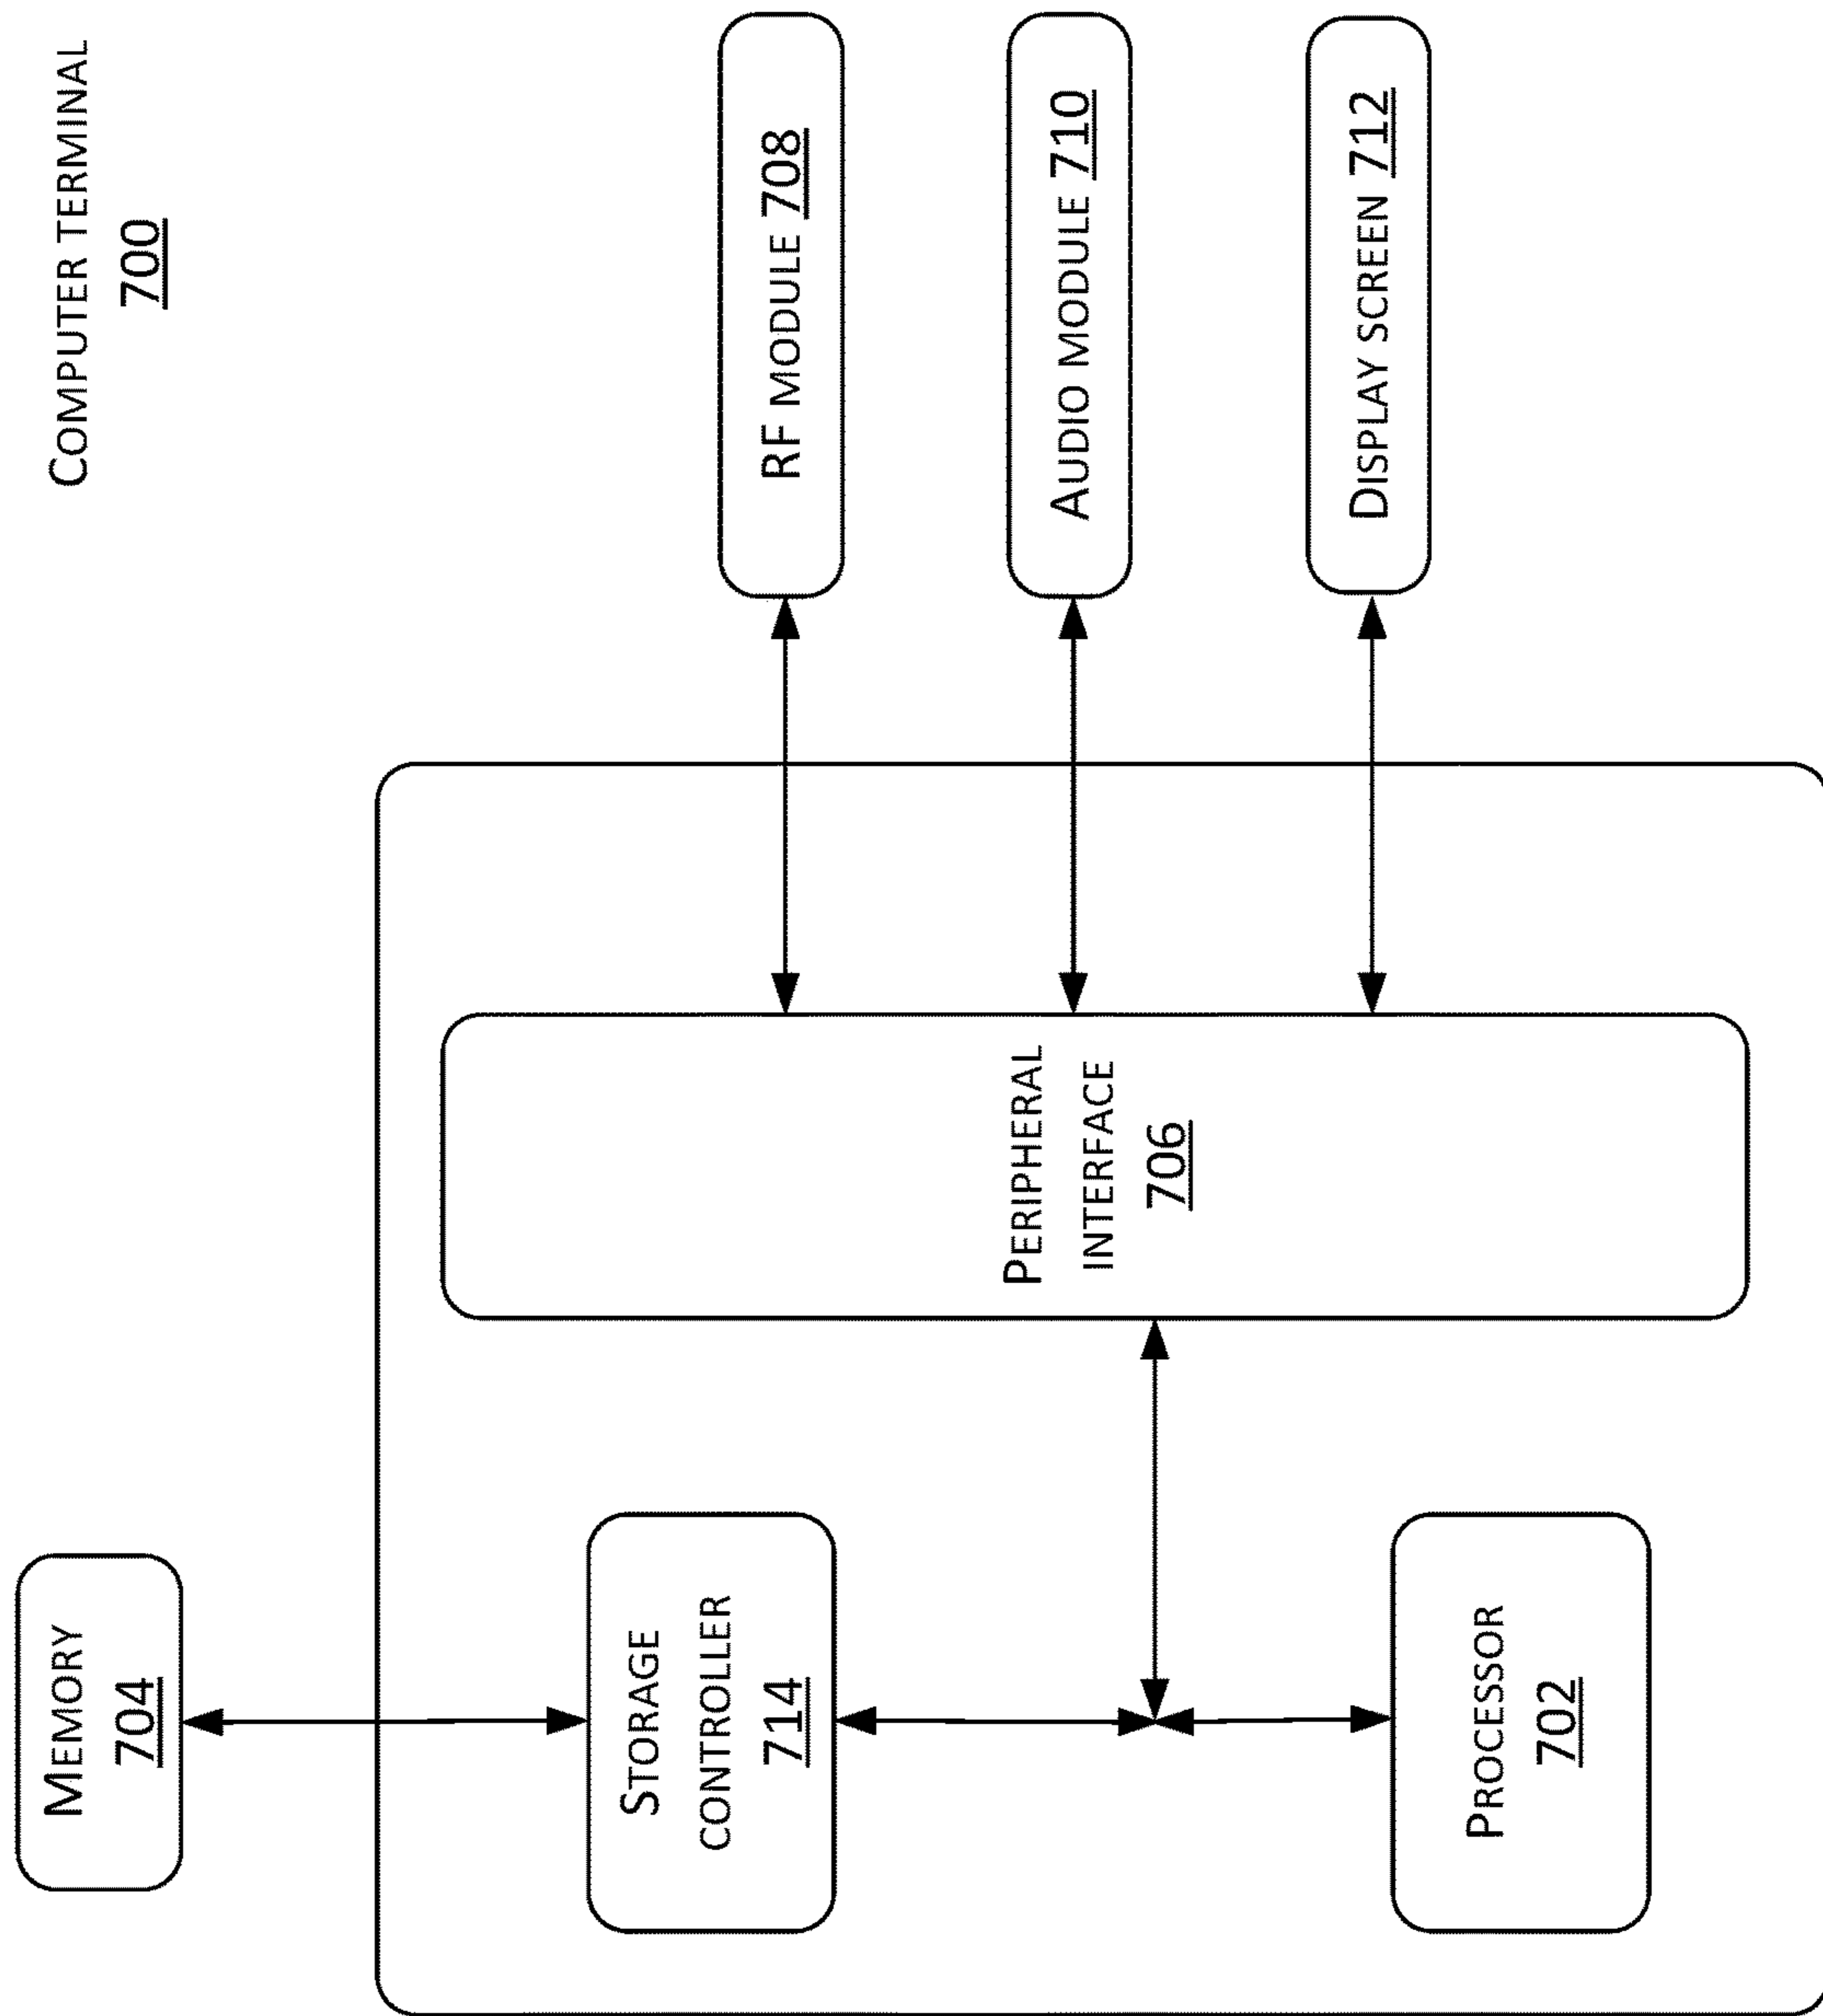 COMPUTER TERMINAL
700
MEMORY
704
STORAGE
CONTROLLER
714
PROCESSOR
702
PERIPHERAL
INTERFACE
706
RF MODULE 708
AUDIO MODULE 710
DISPLAY SCREEN 712